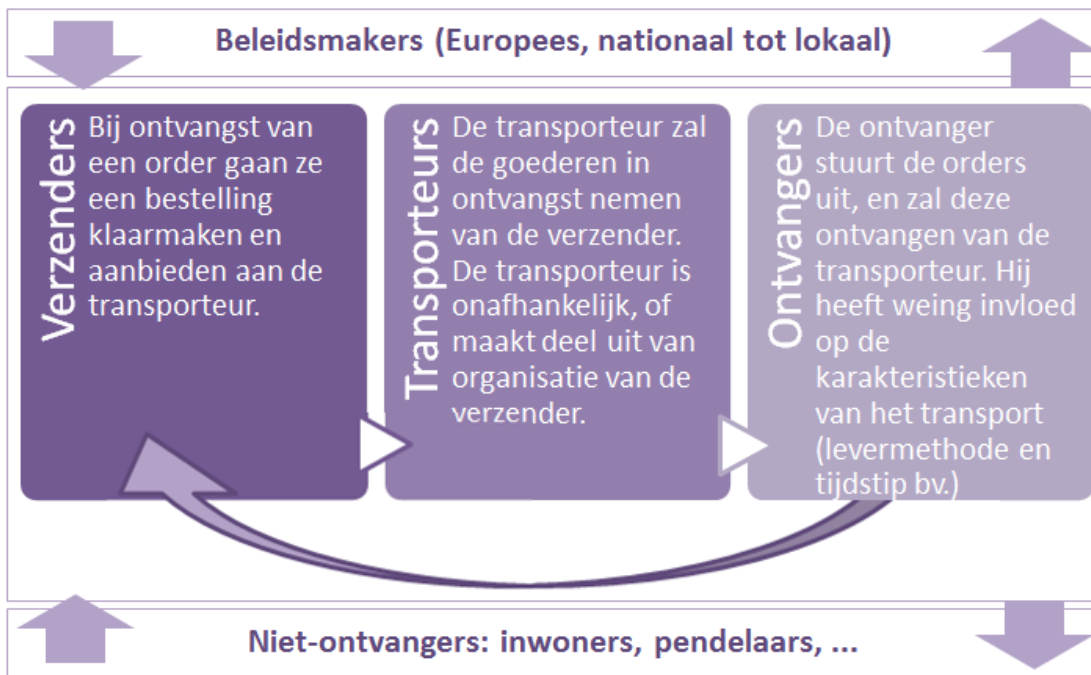 Beleidsmakers (Europees, nationaal tot lokaal)
Verzenders
Bij ontvangst van
een order gaan ze
een bestelling
klaarmaken en
aanbieden aan de
transporteur.
Transporteurs
De transporteur zal
de goederen in
ontvangst nemen
van de verzender.
De transporteur is
onafhankelijk, of
maakt deel uit van
organisatie van de
verzender.
Ontvangers
De ontvanger
stuurt de orders
uit, en zal deze
ontvangen van de
transporteur. Hij
heeft weing invloed
op de
karakteristieken
van het transport
(levermethode en
tijdstip bv.)
Niet-ontvangers: inwoners, pendelaars, ...